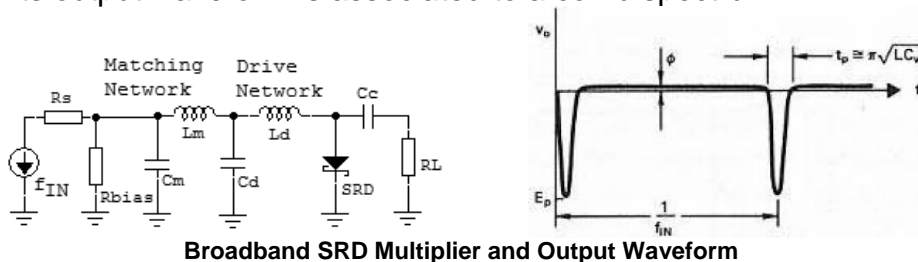 Matching Network
Drive Network
Rs
Lm
Ld
Cc
fIN
Rbias
Cm
Cd
SRD
RL
vo
ϕ
tp ≅ π√LCv
t
Ep
1/fIN
Broadband SRD Multiplier and Output Waveform